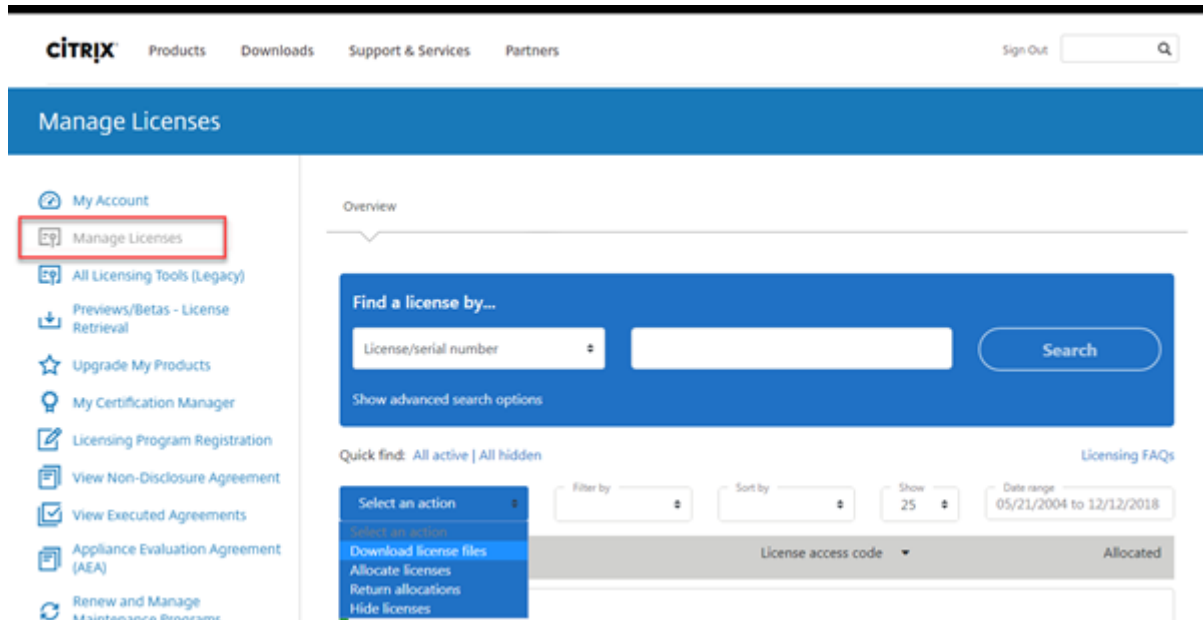 CİTRIX Products Downloads Support & Services Partners Sign Out
Manage Licenses
My Account
Manage Licenses
All Licensing Tools (Legacy)
Previews/Betas - License
Retrieval
Upgrade My Products
My Certification Manager
Licensing Program Registration
View Non-Disclosure Agreement
View Executed Agreements
Appliance Evaluation Agreement
(AEA)
Renew and Manage
Maintenance Programs
Overview
Find a license by...
License/serial number
Search
Show advanced search options
Quick find: All active | All hidden
Licensing FAQs
Select an action
Filter by
Sort by
Show
25
Date range
05/21/2004 to 12/12/2018
Select an action
Download license files
Allocate licenses
Return allocations
Hide licenses
License access code
Allocated